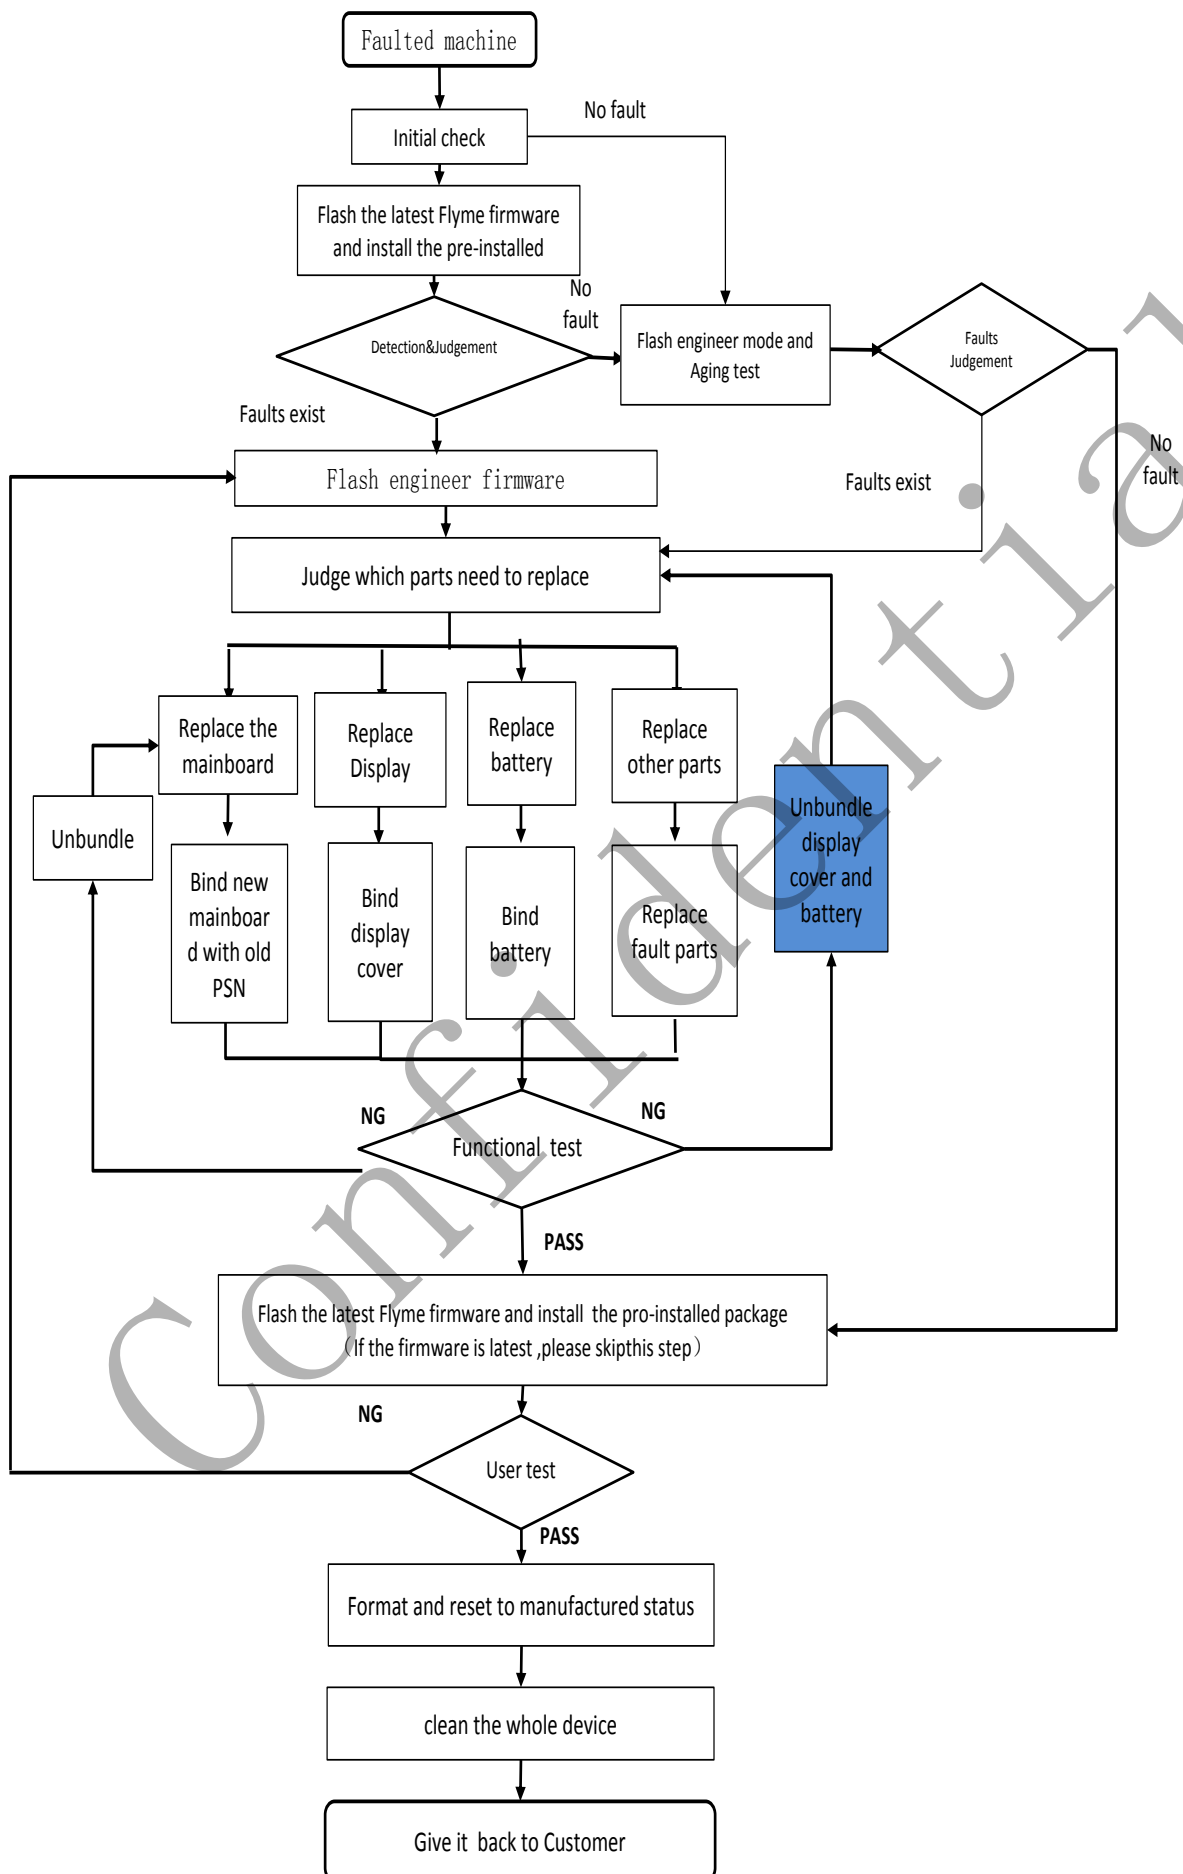 Faulted machine
No fault
Initial check
Flash the latest Flyme firmware
and install the pre-installed
No
fault
Detection&Judgement
Flash engineer mode and
Aging test
Faults
Judgement
Faults exist
No
fault
Flash engineer firmware
Faults exist
Judge which parts need to replace
Replace the
mainboard
Replace
Display
Replace
battery
Replace
other parts
Unbundle
Unbundle
display
cover and
battery
Bind new
mainboar
d with old
PSN
Bind
display
cover
Bind
battery
Replace
fault parts
NG
NG
Functional test
PASS
Flash the latest Flyme firmware and install the pro-installed package
（If the firmware is latest ,please skipthis step）
NG
User test
PASS
Format and reset to manufactured status
clean the whole device
Give it back to Customer
Confidential